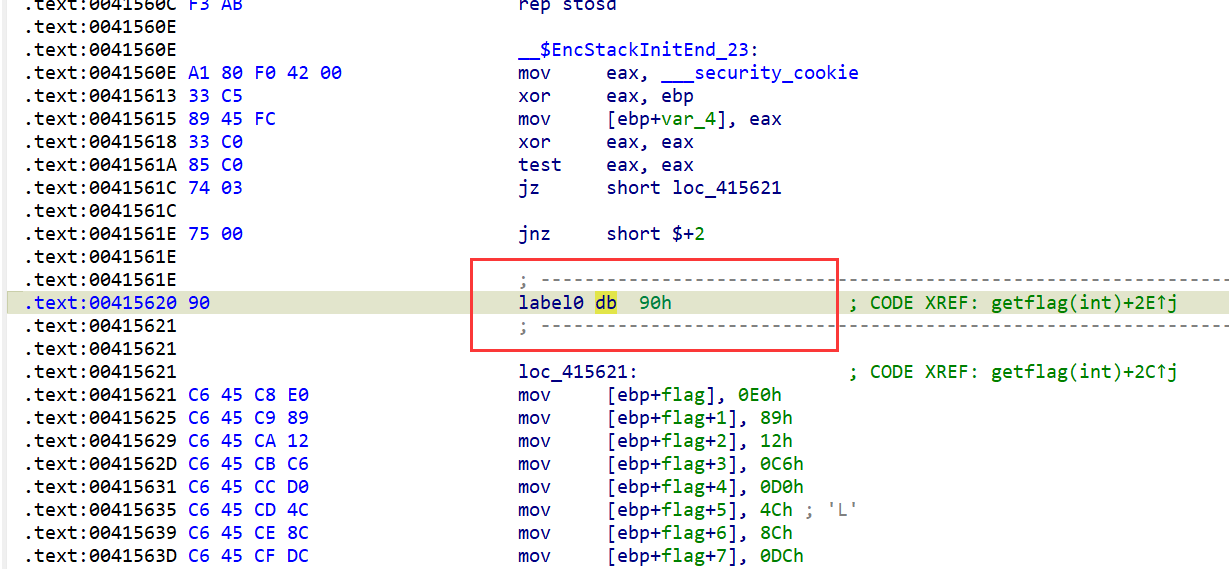 .text:0041560C F3 AB rep stosd
.text:0041560E
.text:0041560E __$EncStackInitEnd_23:
.text:0041560E A1 80 F0 42 00 mov eax, ___security_cookie
.text:00415613 33 C5 xor eax, ebp
.text:00415615 89 45 FC mov [ebp+var_4], eax
.text:00415618 33 C0 xor eax, eax
.text:0041561A 85 C0 test eax, eax
.text:0041561C 74 03 jz short loc_415621
.text:0041561C
.text:0041561E 75 00 jnz short $+2
.text:0041561E
.text:0041561E ; ---------------------------------------------------------------------------
.text:00415620 90 label0 db 90h ; CODE XREF: getflag(int)+2E↑j
.text:00415621 ; ---------------------------------------------------------------------------
.text:00415621
.text:00415621 loc_415621: ; CODE XREF: getflag(int)+2C↑j
.text:00415621 C6 45 C8 E0 mov [ebp+flag], 0E0h
.text:00415625 C6 45 C9 89 mov [ebp+flag+1], 89h
.text:00415629 C6 45 CA 12 mov [ebp+flag+2], 12h
.text:0041562D C6 45 CB C6 mov [ebp+flag+3], 0C6h
.text:00415631 C6 45 CC D0 mov [ebp+flag+4], 0D0h
.text:00415635 C6 45 CD 4C mov [ebp+flag+5], 4Ch ; 'L'
.text:00415639 C6 45 CE 8C mov [ebp+flag+6], 8Ch
.text:0041563D C6 45 CF DC mov [ebp+flag+7], 0DCh